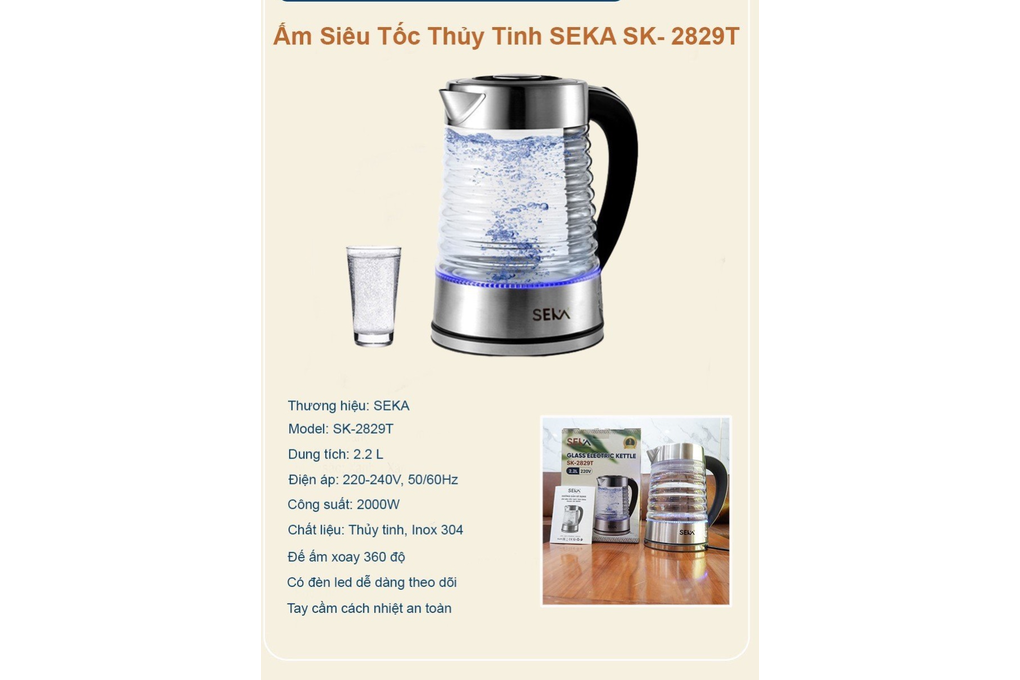 Ấm Siêu Tốc Thủy Tinh SEKA SK- 2829T
SEKA
Thương hiệu: SEKA
Model: SK-2829T
Dung tích: 2.2 L
Điện áp: 220-240V, 50/60Hz
Công suất: 2000W
Chất liệu: Thủy tinh, Inox 304
Đế ấm xoay 360 độ
Có đèn led dễ dàng theo dõi
Tay cầm cách nhiệt an toàn
SEKA
GLASS ELECTRIC KETTLE
SK-2829T
2.2L 220V
SEKA
SEKA